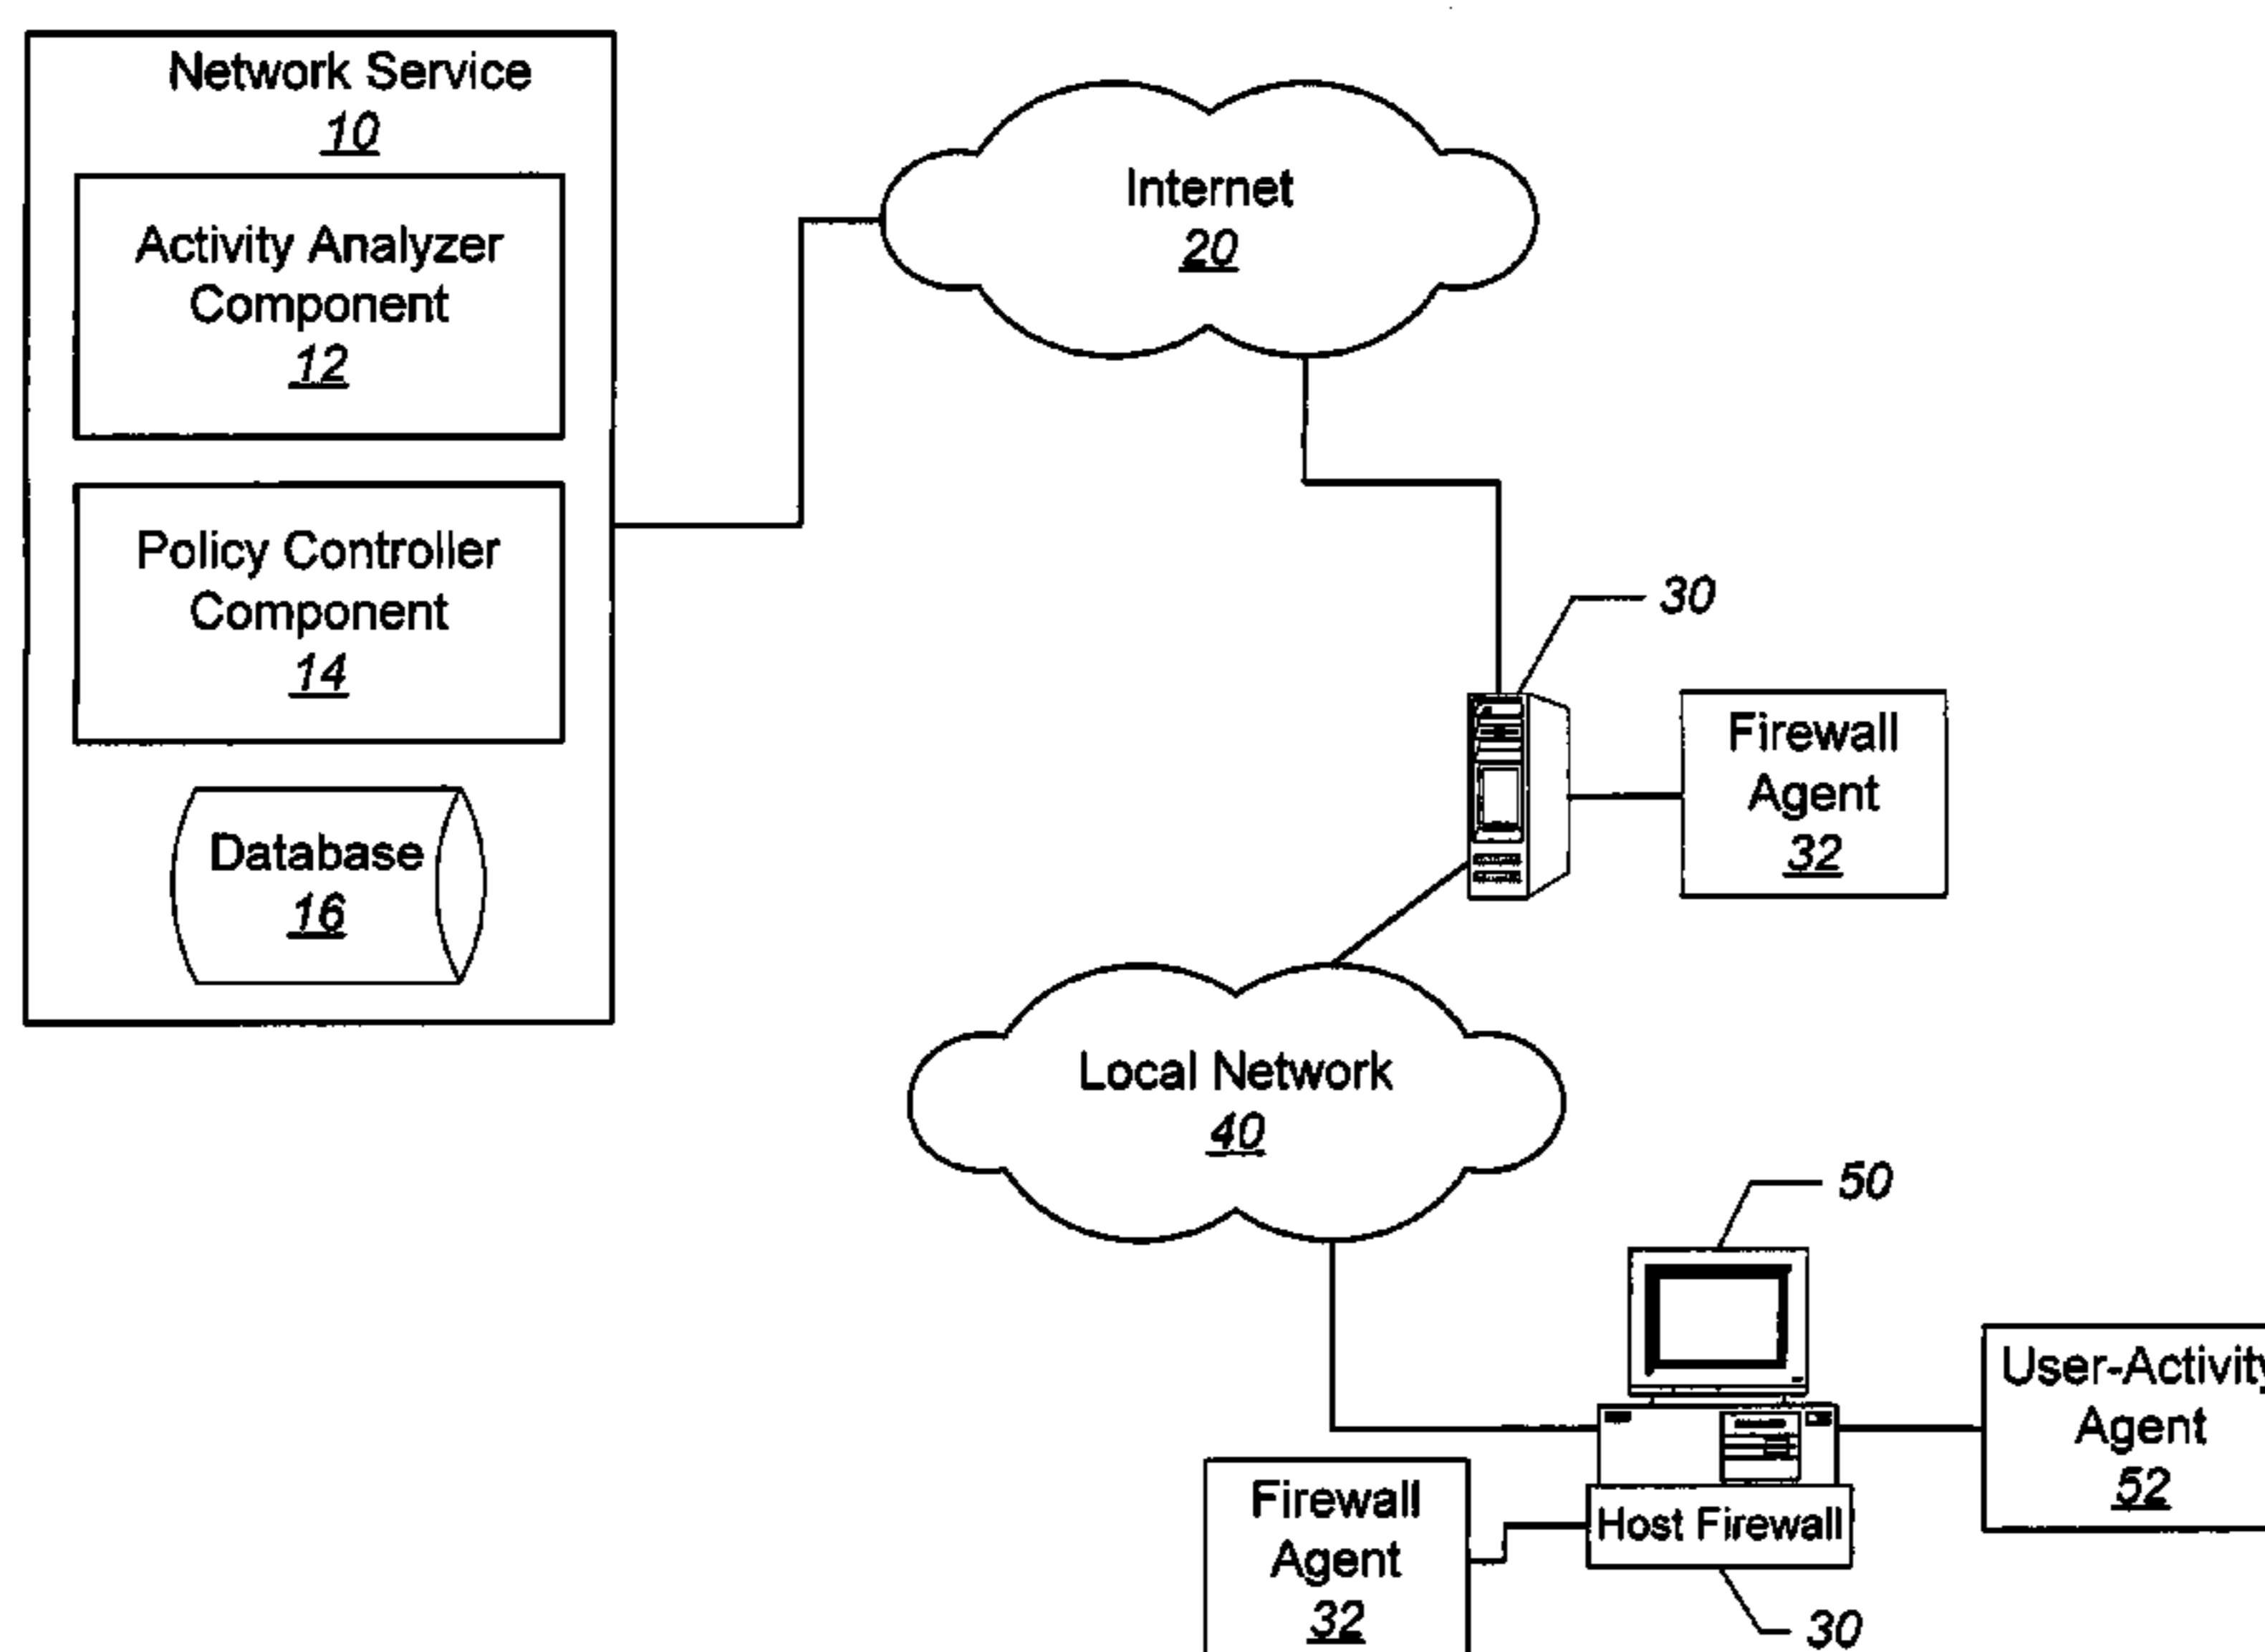 Network Service
10
Activity Analyzer
Component
12
Policy Controller
Component
14
Database
16
Internet
20
30
Firewall
Agent
32
Local Network
40
50
User-Activity
Agent
52
Host Firewall
30
Firewall
Agent
32